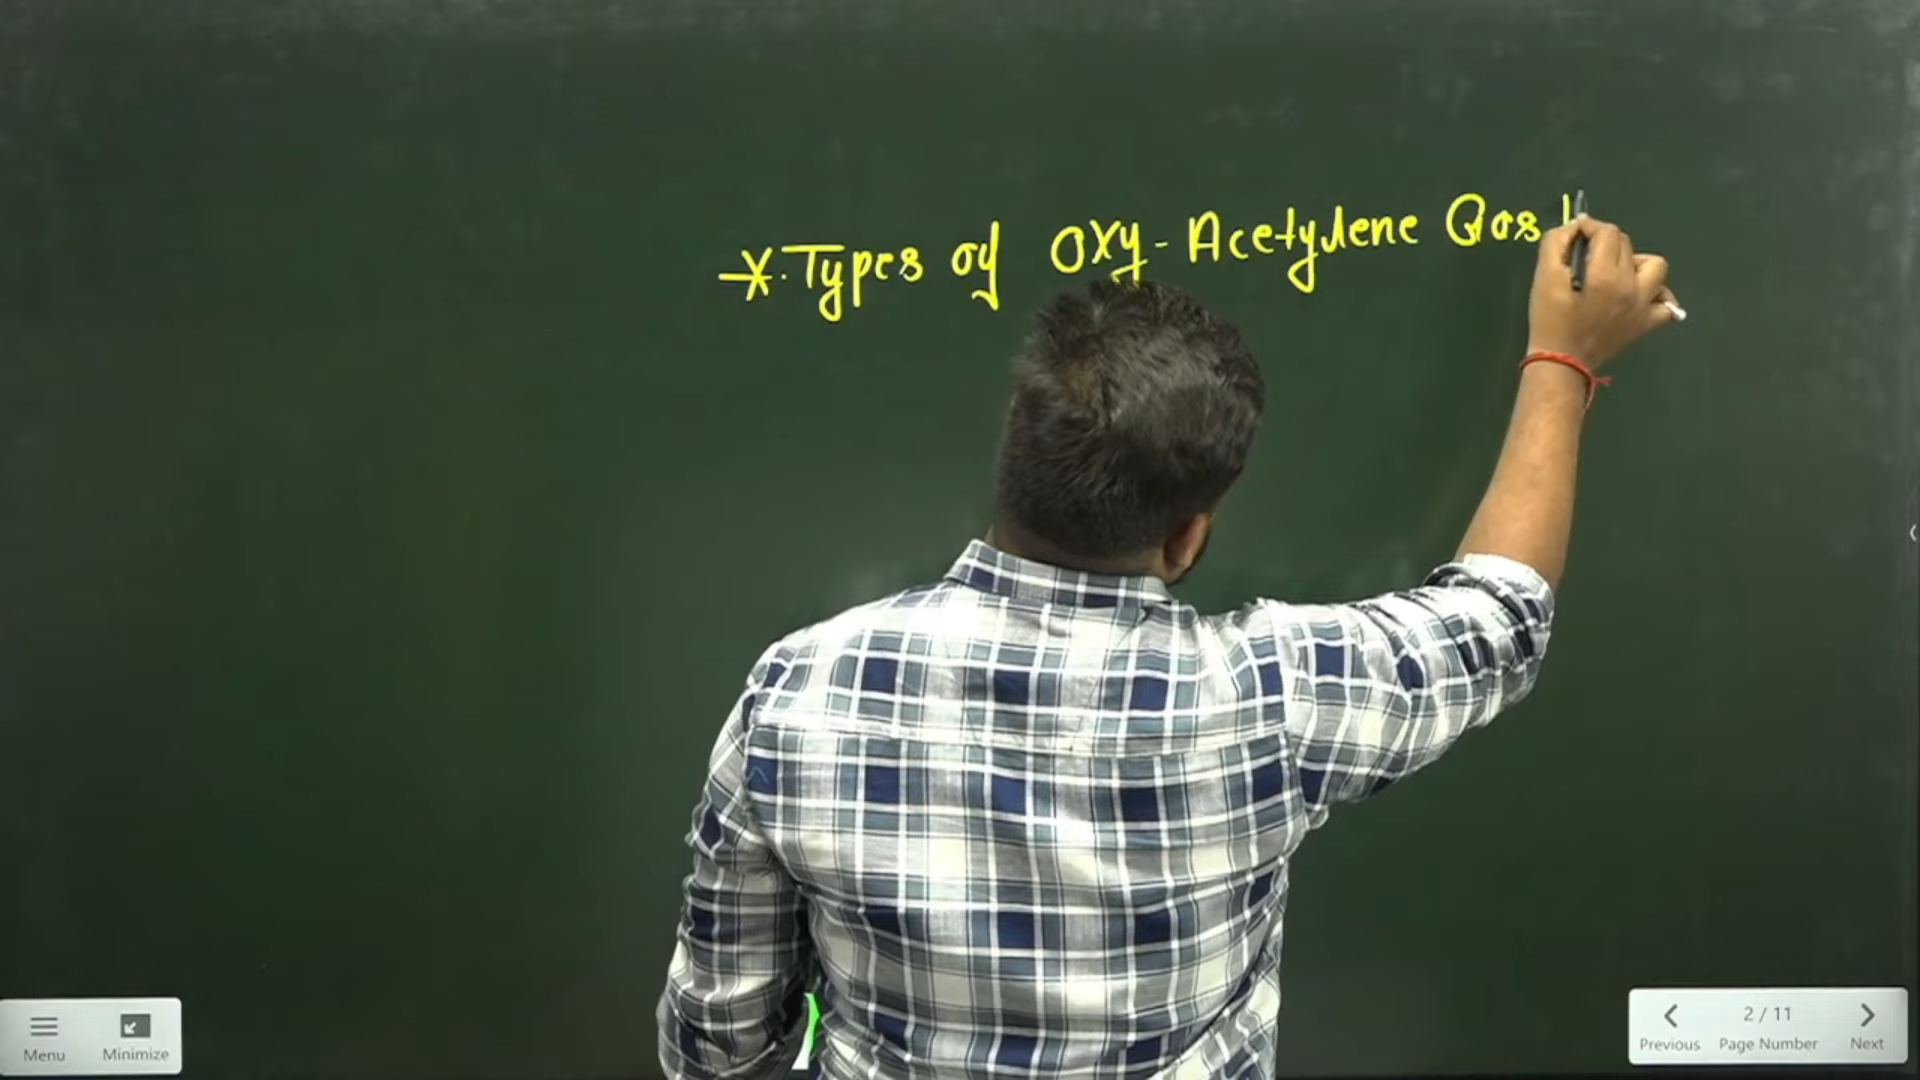 * Types of Oxy-Acetylene Gas
Menu
Minimize
2 / 11
Previous
Page Number
Next